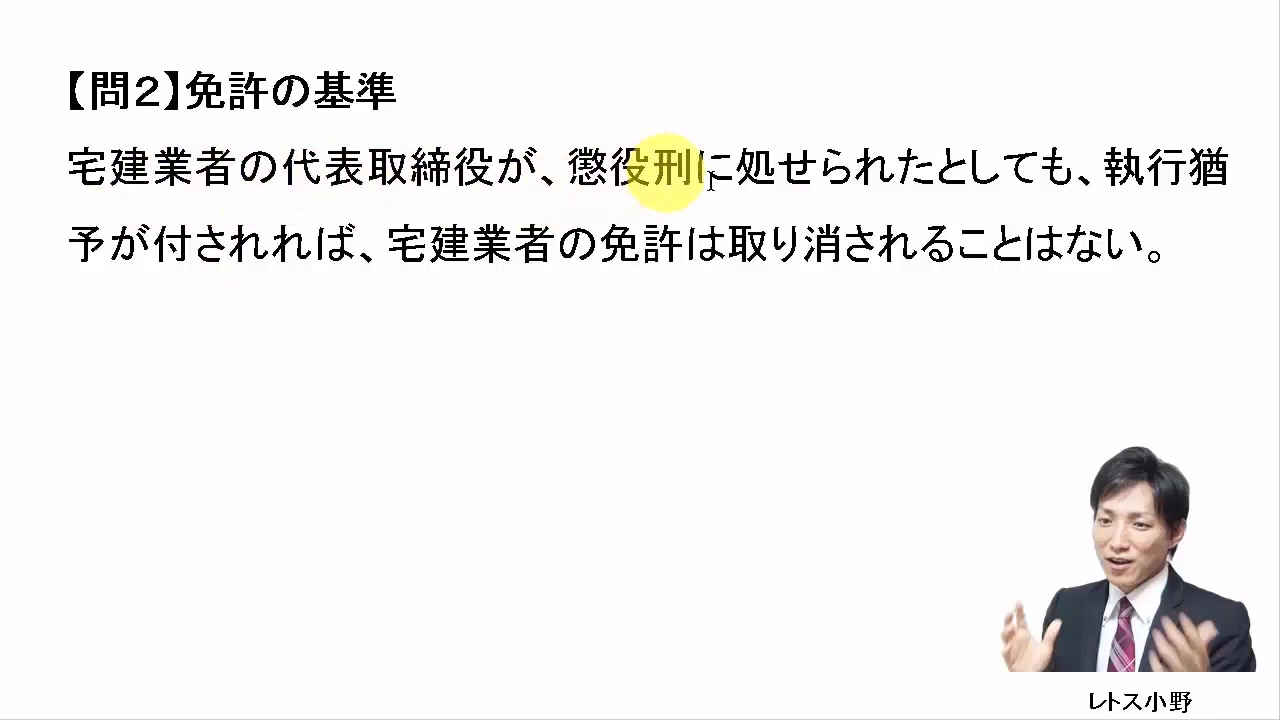 【問２】免許の基準
宅建業者の代表取締役が、懲役刑に処せられたとしても、執行猶
予が付されれば、宅建業者の免許は取り消されることはない。
レトス小野